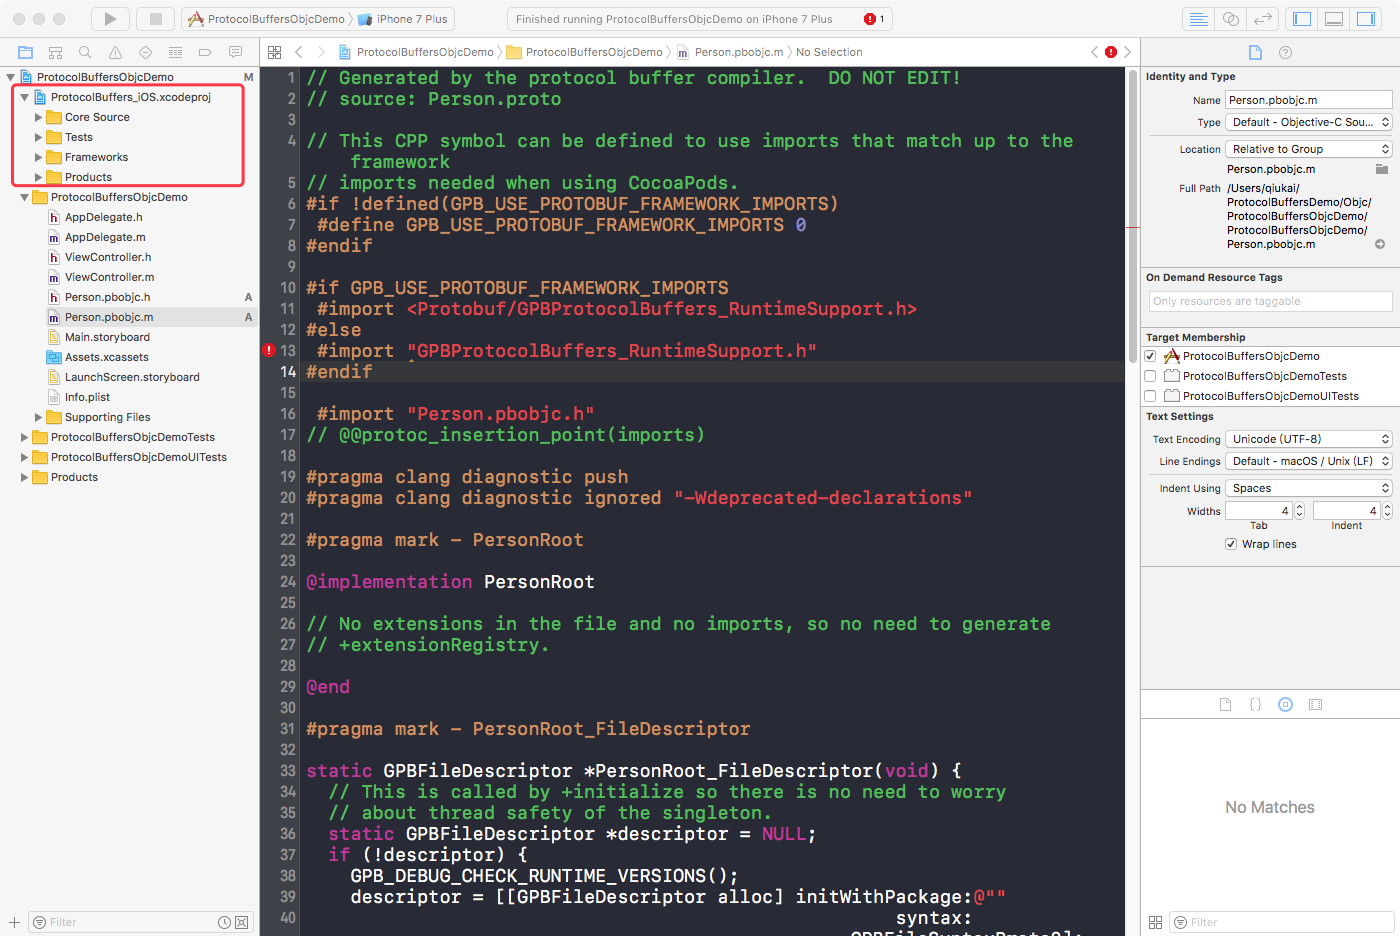 ProtocolBuffersObjcDemo
iPhone 7 Plus
Finished running ProtocolBuffersObjcDemo on iPhone 7 Plus
1
ProtocolBuffersObjcDemo
ProtocolBuffersObjcDemo
Person.pbobjc.m
No Selection
ProtocolBuffersObjcDemo M
ProtocolBuffers_iOS.xcodeproj
Core Source
Tests
Frameworks
Products
ProtocolBuffersObjcDemo
AppDelegate.h
AppDelegate.m
ViewController.h
ViewController.m
Person.pbobjc.h A
Person.pbobjc.m A
Main.storyboard
Assets.xcassets
LaunchScreen.storyboard
Info.plist
Supporting Files
ProtocolBuffersObjcDemoTests
ProtocolBuffersObjcDemoUITests
Products
Filter
1 // Generated by the protocol buffer compiler.  DO NOT EDIT!
2 // source: Person.proto
3
4 // This CPP symbol can be defined to use imports that match up to the
framework
5 // imports needed when using CocoaPods.
6 #if !defined(GPB_USE_PROTOBUF_FRAMEWORK_IMPORTS)
7 #define GPB_USE_PROTOBUF_FRAMEWORK_IMPORTS 0
8 #endif
9
10 #if GPB_USE_PROTOBUF_FRAMEWORK_IMPORTS
11 #import <Protobuf/GPBProtocolBuffers_RuntimeSupport.h>
12 #else
13 #import "GPBProtocolBuffers_RuntimeSupport.h"
14 #endif
15
16 #import "Person.pbobjc.h"
17 // @@protoc_insertion_point(imports)
18
19 #pragma clang diagnostic push
20 #pragma clang diagnostic ignored "-Wdeprecated-declarations"
21
22 #pragma mark - PersonRoot
23
24 @implementation PersonRoot
25
26 // No extensions in the file and no imports, so no need to generate
27 // +extensionRegistry.
28
29 @end
30
31 #pragma mark - PersonRoot_FileDescriptor
32
33 static GPBFileDescriptor *PersonRoot_FileDescriptor(void) {
34 // This is called by +initialize so there is no need to worry
35 // about thread safety of the singleton.
36 static GPBFileDescriptor *descriptor = NULL;
37 if (!descriptor) {
38 GPB_DEBUG_CHECK_RUNTIME_VERSIONS();
39 descriptor = [[GPBFileDescriptor alloc] initWithPackage:@""
40 syntax:
Identity and Type
Name Person.pbobjc.m
Type Default - Objective-C Sou...
Location Relative to Group
Person.pbobjc.m
Full Path /Users/qiukai/
ProtocolBuffersDemo/Objc/
ProtocolBuffersObjcDemo/
ProtocolBuffersObjcDemo/
Person.pbobjc.m
On Demand Resource Tags
Only resources are taggable
Target Membership
ProtocolBuffersObjcDemo
ProtocolBuffersObjcDemoTests
ProtocolBuffersObjcDemoUITests
Text Settings
Text Encoding Unicode (UTF-8)
Line Endings Default - macOS / Unix (LF)
Indent Using Spaces
Widths 4 4
Tab Indent
Wrap lines
No Matches
Filter